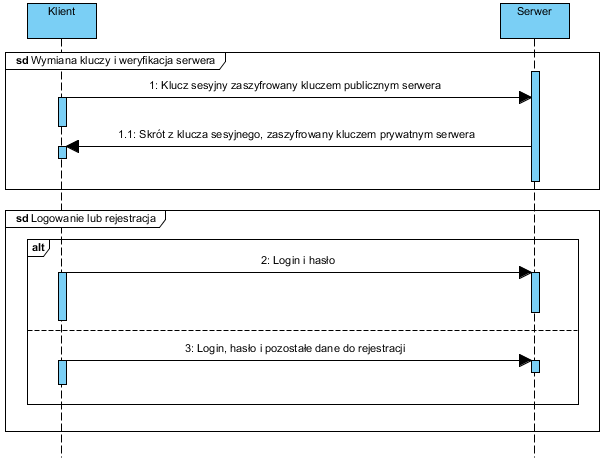 Klient
Serwer
sd Wymiana kluczy i weryfikacja serwera
1: Klucz sesyjny zaszyfrowany kluczem publicznym serwera
1.1: Skrót z klucza sesyjnego, zaszyfrowany kluczem prywatnym serwera
sd Logowanie lub rejestracja
alt
2: Login i hasło
3: Login, hasło i pozostałe dane do rejestracji